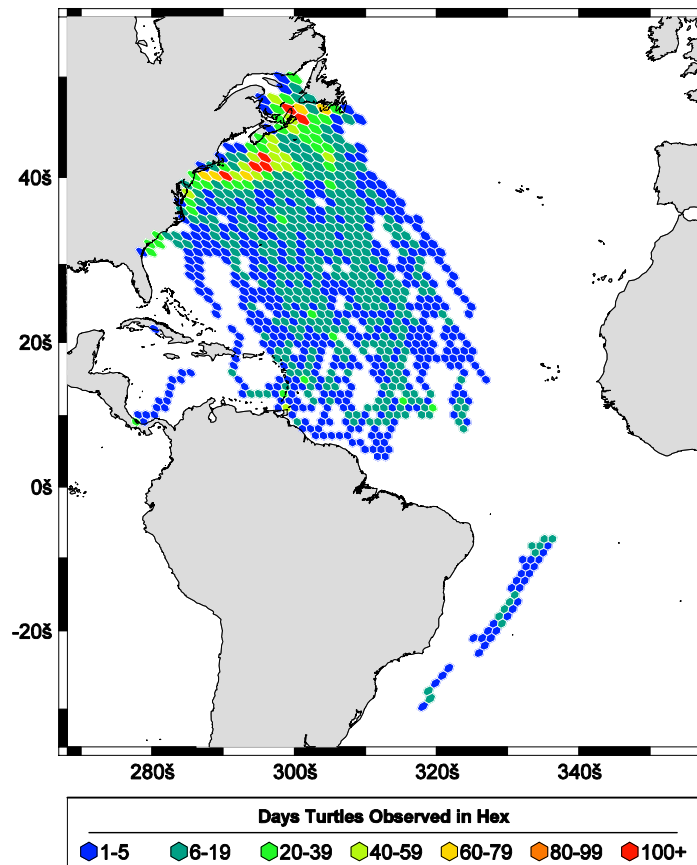 40š
20š
0š
-20š
280š 300š 320š 340š
Days Turtles Observed in Hex
1-5 6-19 20-39 40-59 60-79 80-99 100+